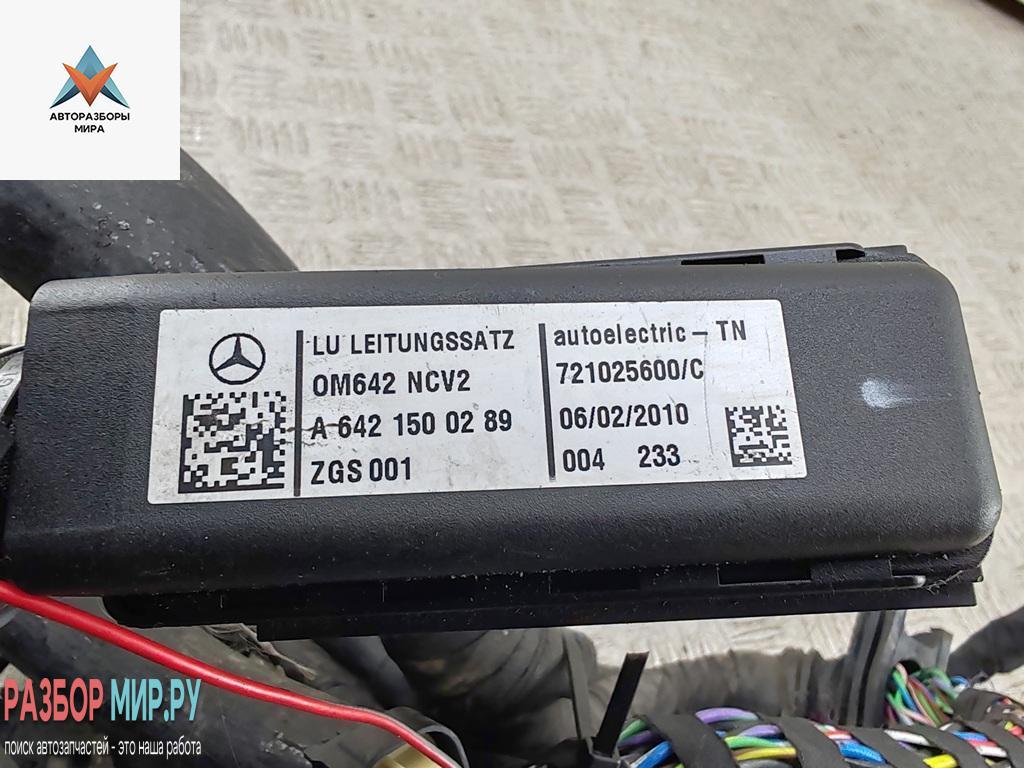 АВТОРАЗБОРЫ
МИРА
LU LEITUNGSSATZ
OM642 NCV2
A 642 150 02 89
ZGS 001
autoelectric – TN
721025600/C
06/02/2010
004 233
РАЗБОР МИР.РУ
поиск автозапчастей - это наша работа